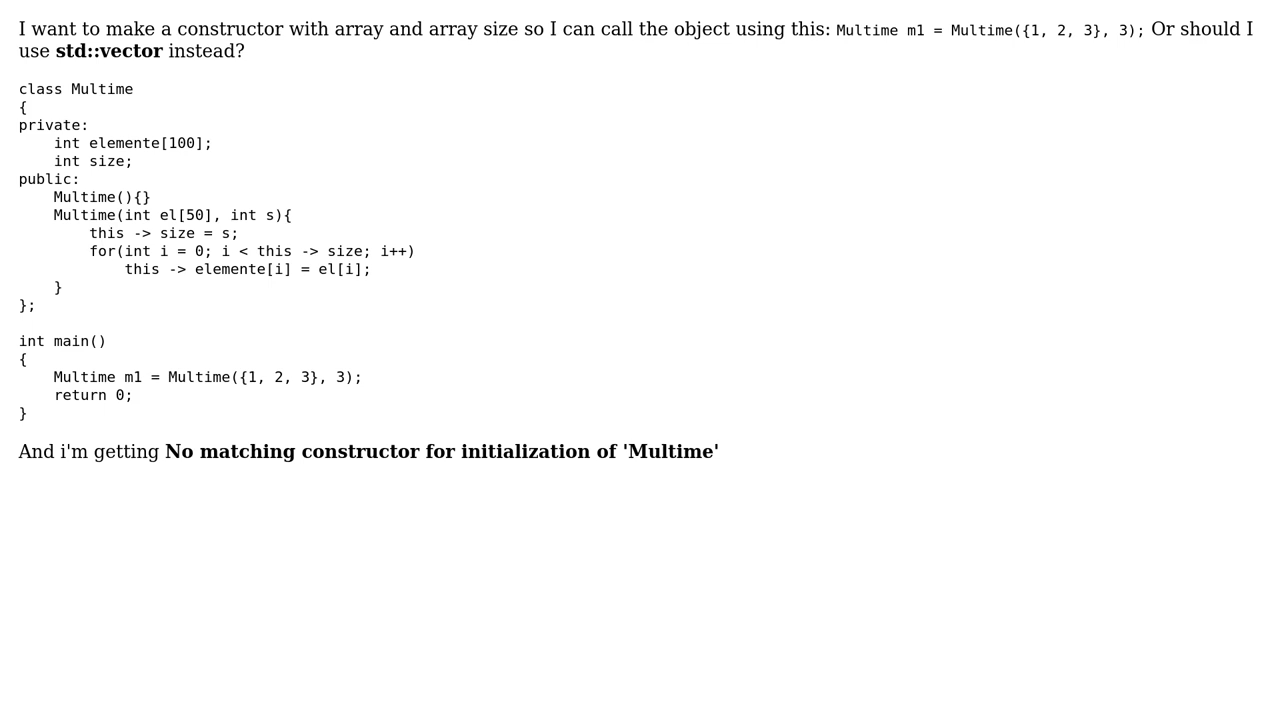 I want to make a constructor with array and array size so I can call the object using this: Multime m1 = Multime({1, 2, 3}, 3); Or should I
use std::vector instead?
class Multime
{
private:
    int elemente[100];
    int size;
public:
    Multime(){}
    Multime(int el[50], int s){
        this -> size = s;
        for(int i = 0; i < this -> size; i++)
            this -> elemente[i] = el[i];
    }
};

int main()
{
    Multime m1 = Multime({1, 2, 3}, 3);
    return 0;
}
And i'm getting No matching constructor for initialization of 'Multime'